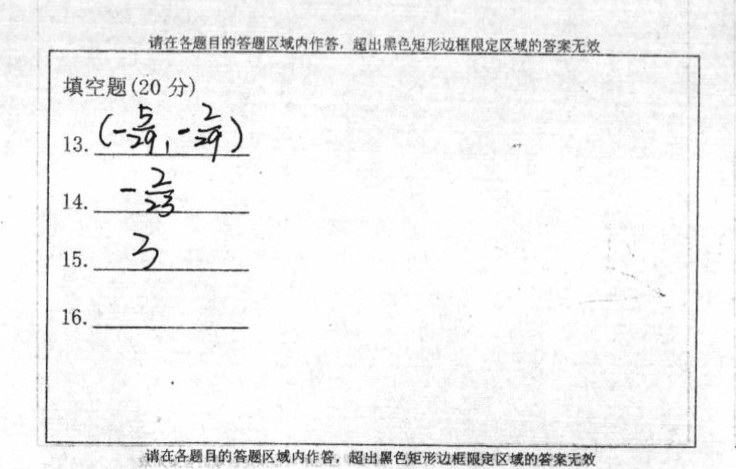 请在各题目的答题区域内作答，超出黑色矩形边框限定区域的答案无效
填空题(20 分)
13. (-5/29, -2/29)
14. -2/23
15. 3
16.
请在各题目的答题区域内作答，超出黑色矩形边框限定区域的答案无效